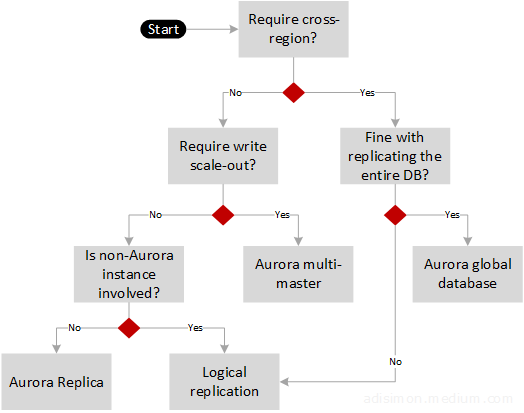 Start
Require cross-
region?
No
Yes
Require write
scale-out?
Fine with
replicating the
entire DB?
No
Yes
Yes
Is non-Aurora
instance
involved?
Aurora multi-
master
Aurora global
database
No
Yes
No
Aurora Replica
Logical
replication
adisimon.medium.com